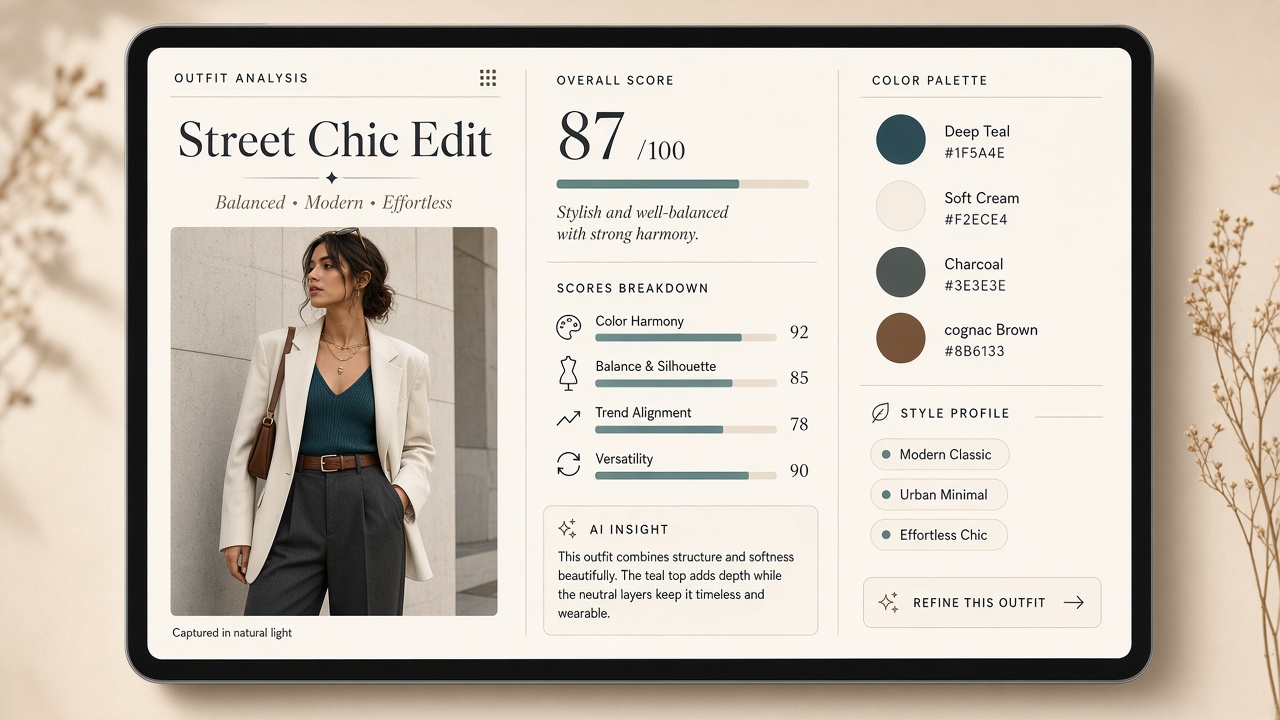 OUTFIT ANALYSIS
Street Chic Edit
Balanced • Modern • Effortless
Captured in natural light
OVERALL SCORE
87 /100
Stylish and well-balanced
with strong harmony.
SCORES BREAKDOWN
Color Harmony 92
Balance & Silhouette 85
Trend Alignment 78
Versatility 90
AI INSIGHT
This outfit combines structure and softness
beautifully. The teal top adds depth while
the neutral layers keep it timeless and
wearable.
COLOR PALETTE
Deep Teal
#1F5A4E
Soft Cream
#F2ECE4
Charcoal
#3E3E3E
cognac Brown
#8B6133
STYLE PROFILE
Modern Classic
Urban Minimal
Effortless Chic
REFINE THIS OUTFIT